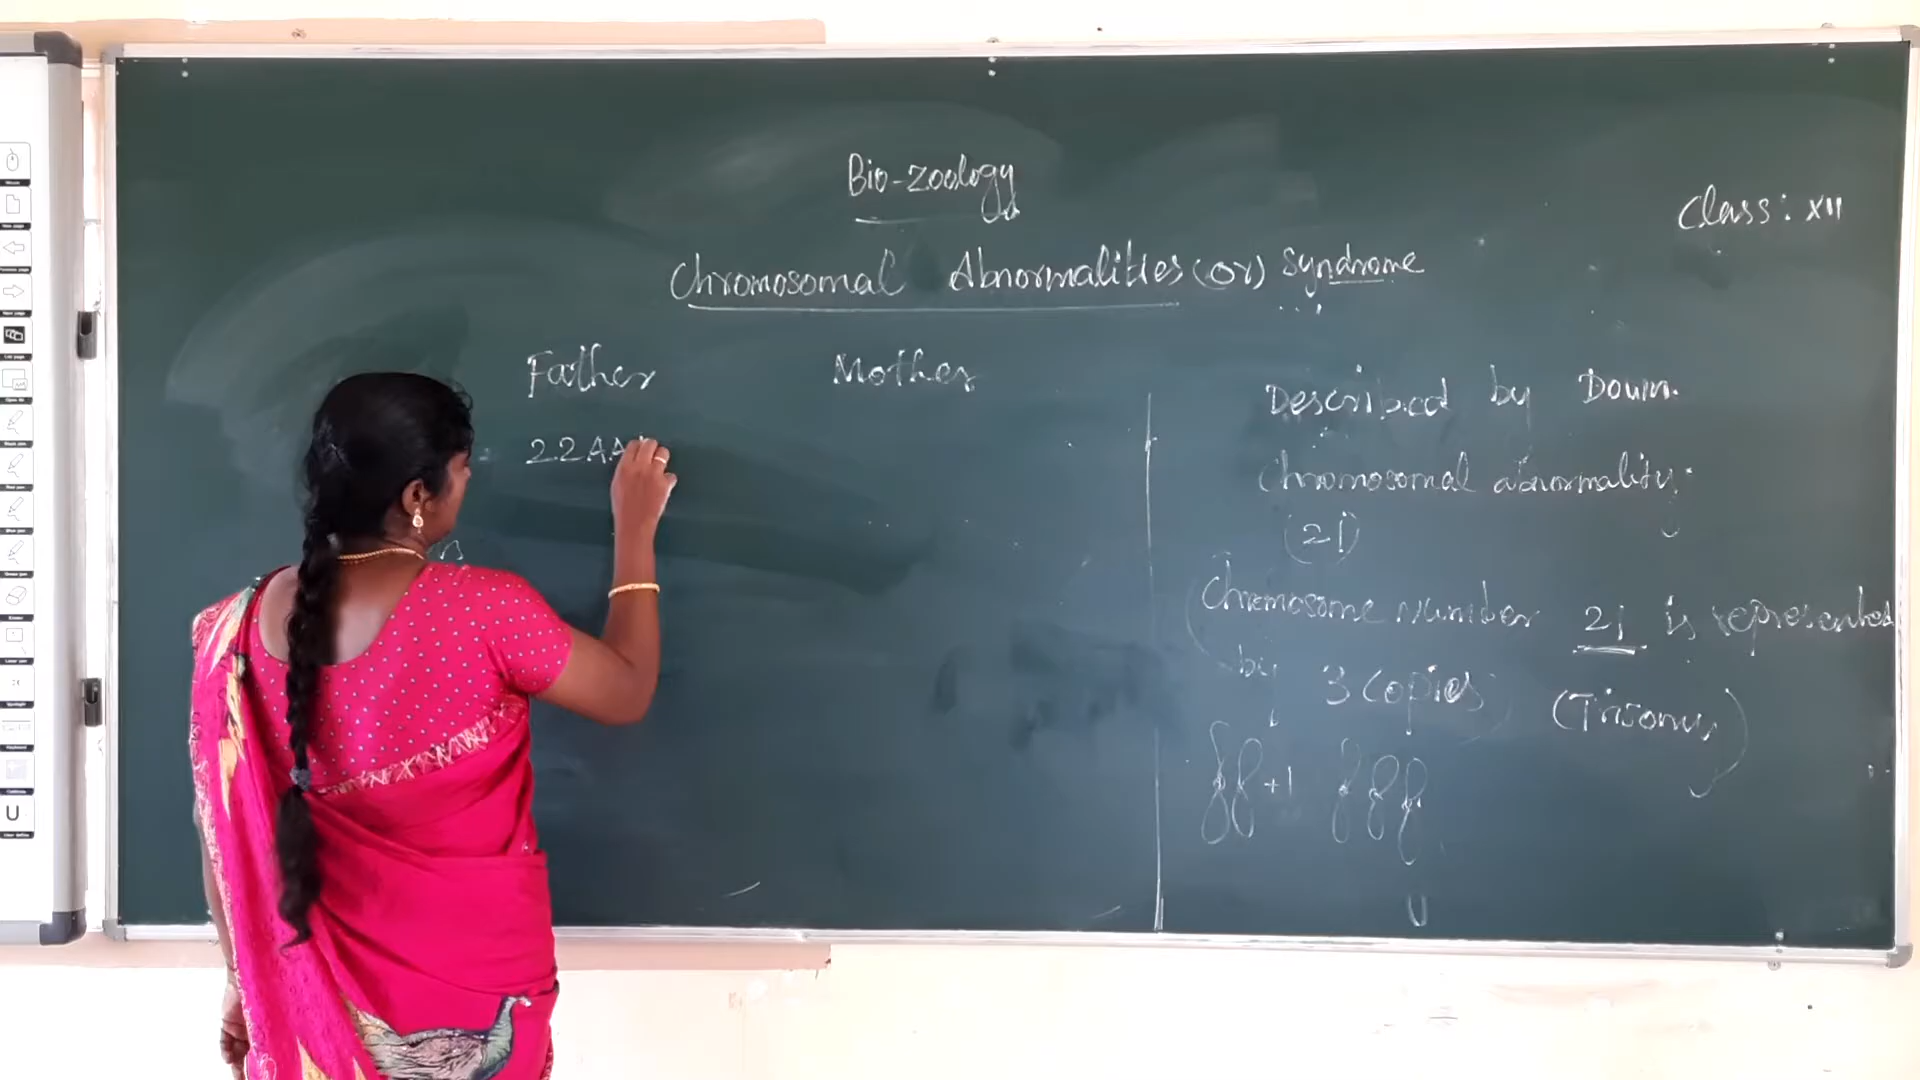 Bio-zoology
Class: XII
Chromosomal Abnormalities (or) Syndrome
Father Mother
22AA
Described by Down.
Chromosomal abnormality.
(21)
Chromosome Number 21 is represented
by 3 Copies (Trisomy)
+1